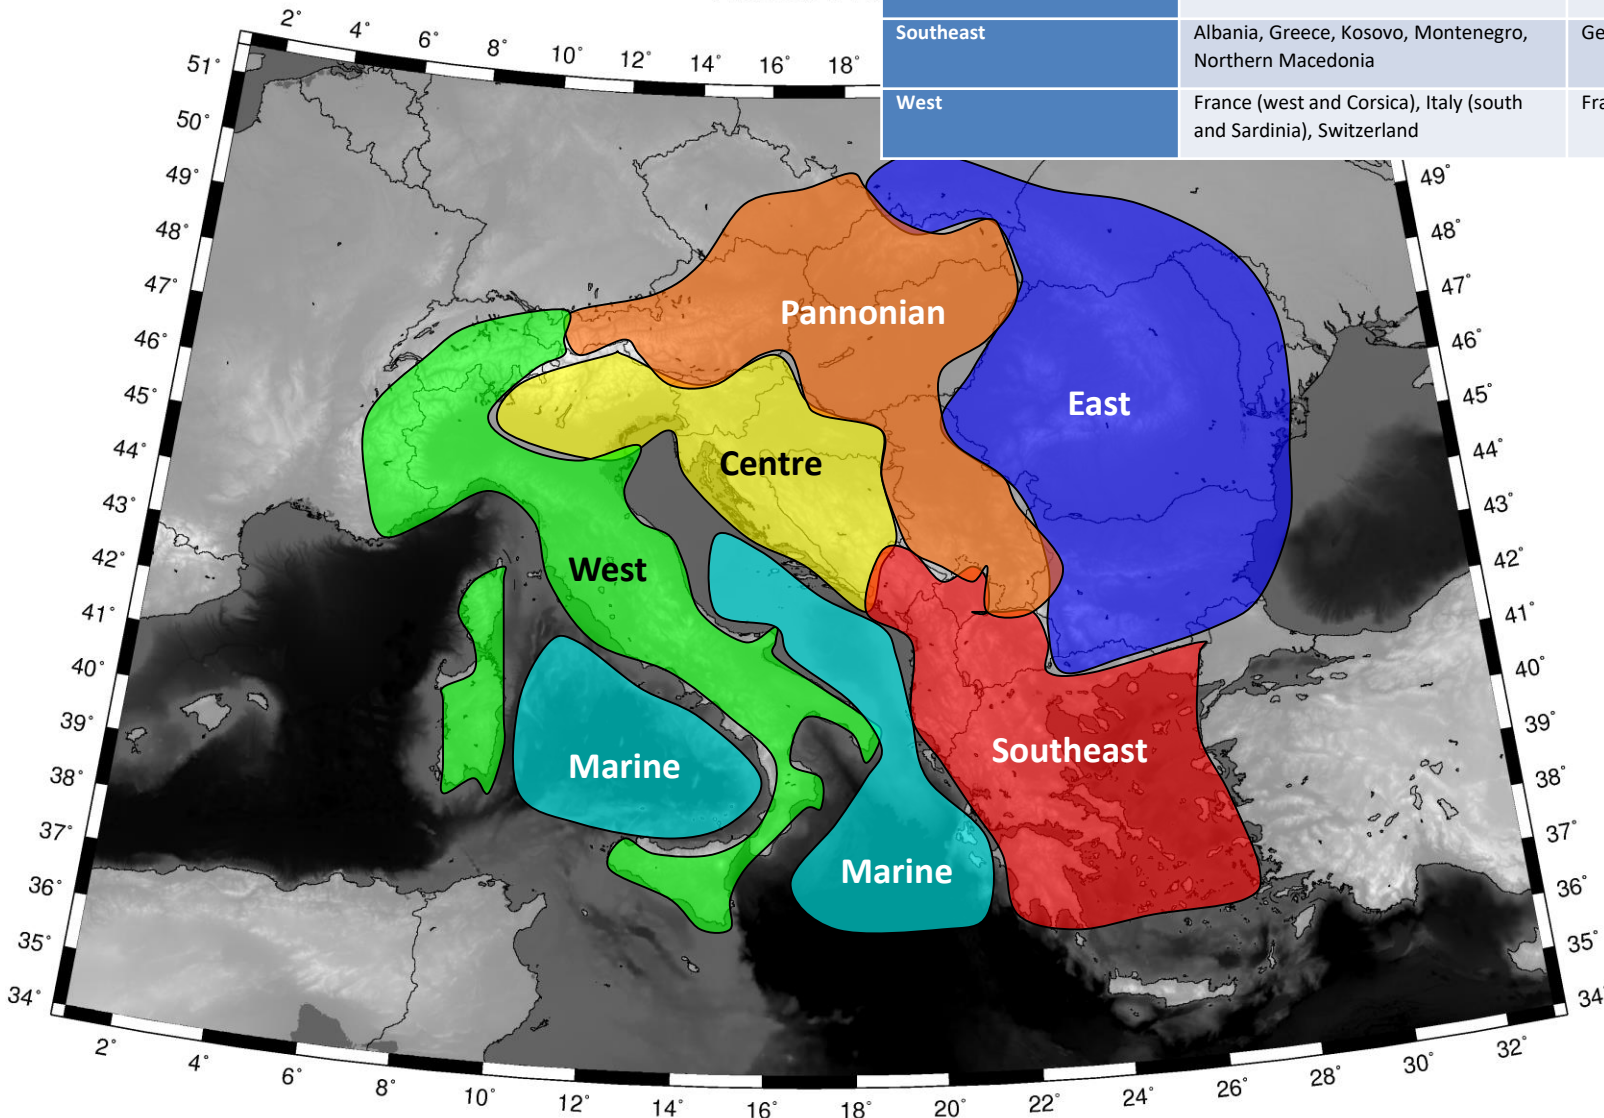 Southeast
Albania, Greece, Kosovo, Montenegro,
Northern Macedonia
Ge
West
France (west and Corsica), Italy (south
and Sardinia), Switzerland
Fra
2° 4° 6° 8° 10° 12° 14° 16° 18°
51°
50°
49°
48°
47°
46°
45°
44°
43°
42°
41°
40°
39°
38°
37°
36°
35°
34°
49°
48°
47°
46°
45°
44°
43°
42°
41°
40°
39°
38°
37°
36°
35°
34°
Pannonian
East
Centre
West
Marine
Southeast
Marine
2° 4° 6° 8° 10° 12° 14° 16° 18° 20° 22° 24° 26° 28° 30° 32°